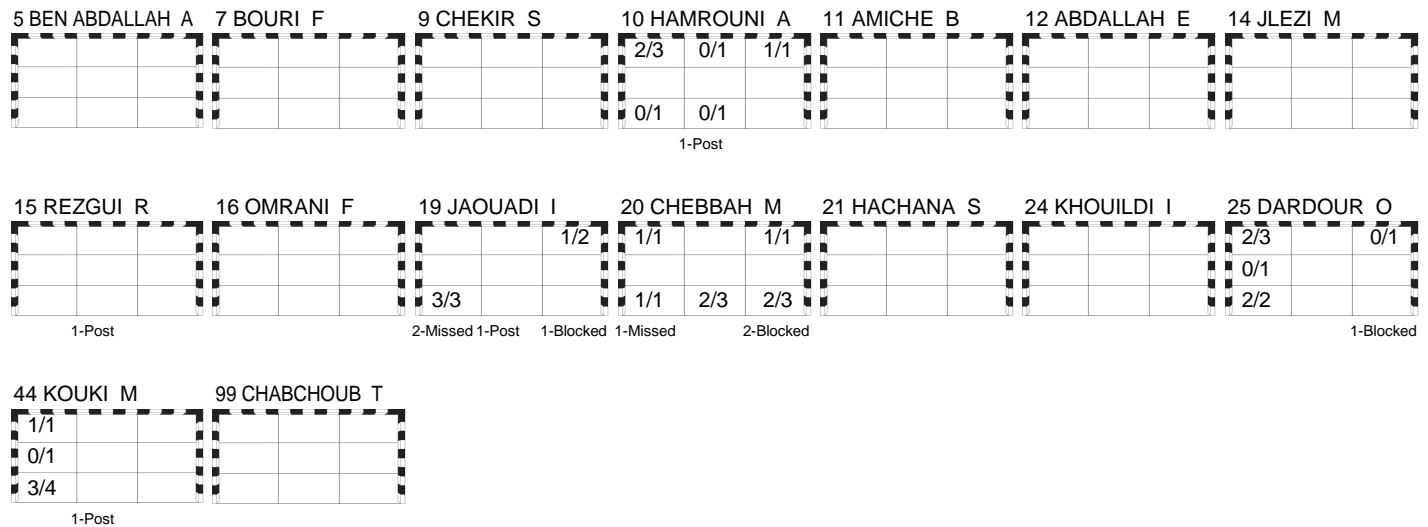 5 BEN ABDALLAH A 7 BOURI F 9 CHEKIR S 10 HAMROUNI A 11 AMICHE B 12 ABDALLAH E 14 JLEZI M
2/3 0/1 1/1
0/1 0/1
1-Post
15 REZGUI R 16 OMRANI F 19 JAOUADI I 20 CHEBBAH M 21 HACHANA S 24 KHOUILDI I 25 DARDOUR O
1/2 1/1 1/1 2/3 0/1
0/1
3/3 1/1 2/3 2/3 2/2
1-Post 2-Missed 1-Post 1-Blocked 1-Missed 2-Blocked 1-Blocked
44 KOUKI M 99 CHABCHOUB T
1/1
0/1
3/4
1-Post